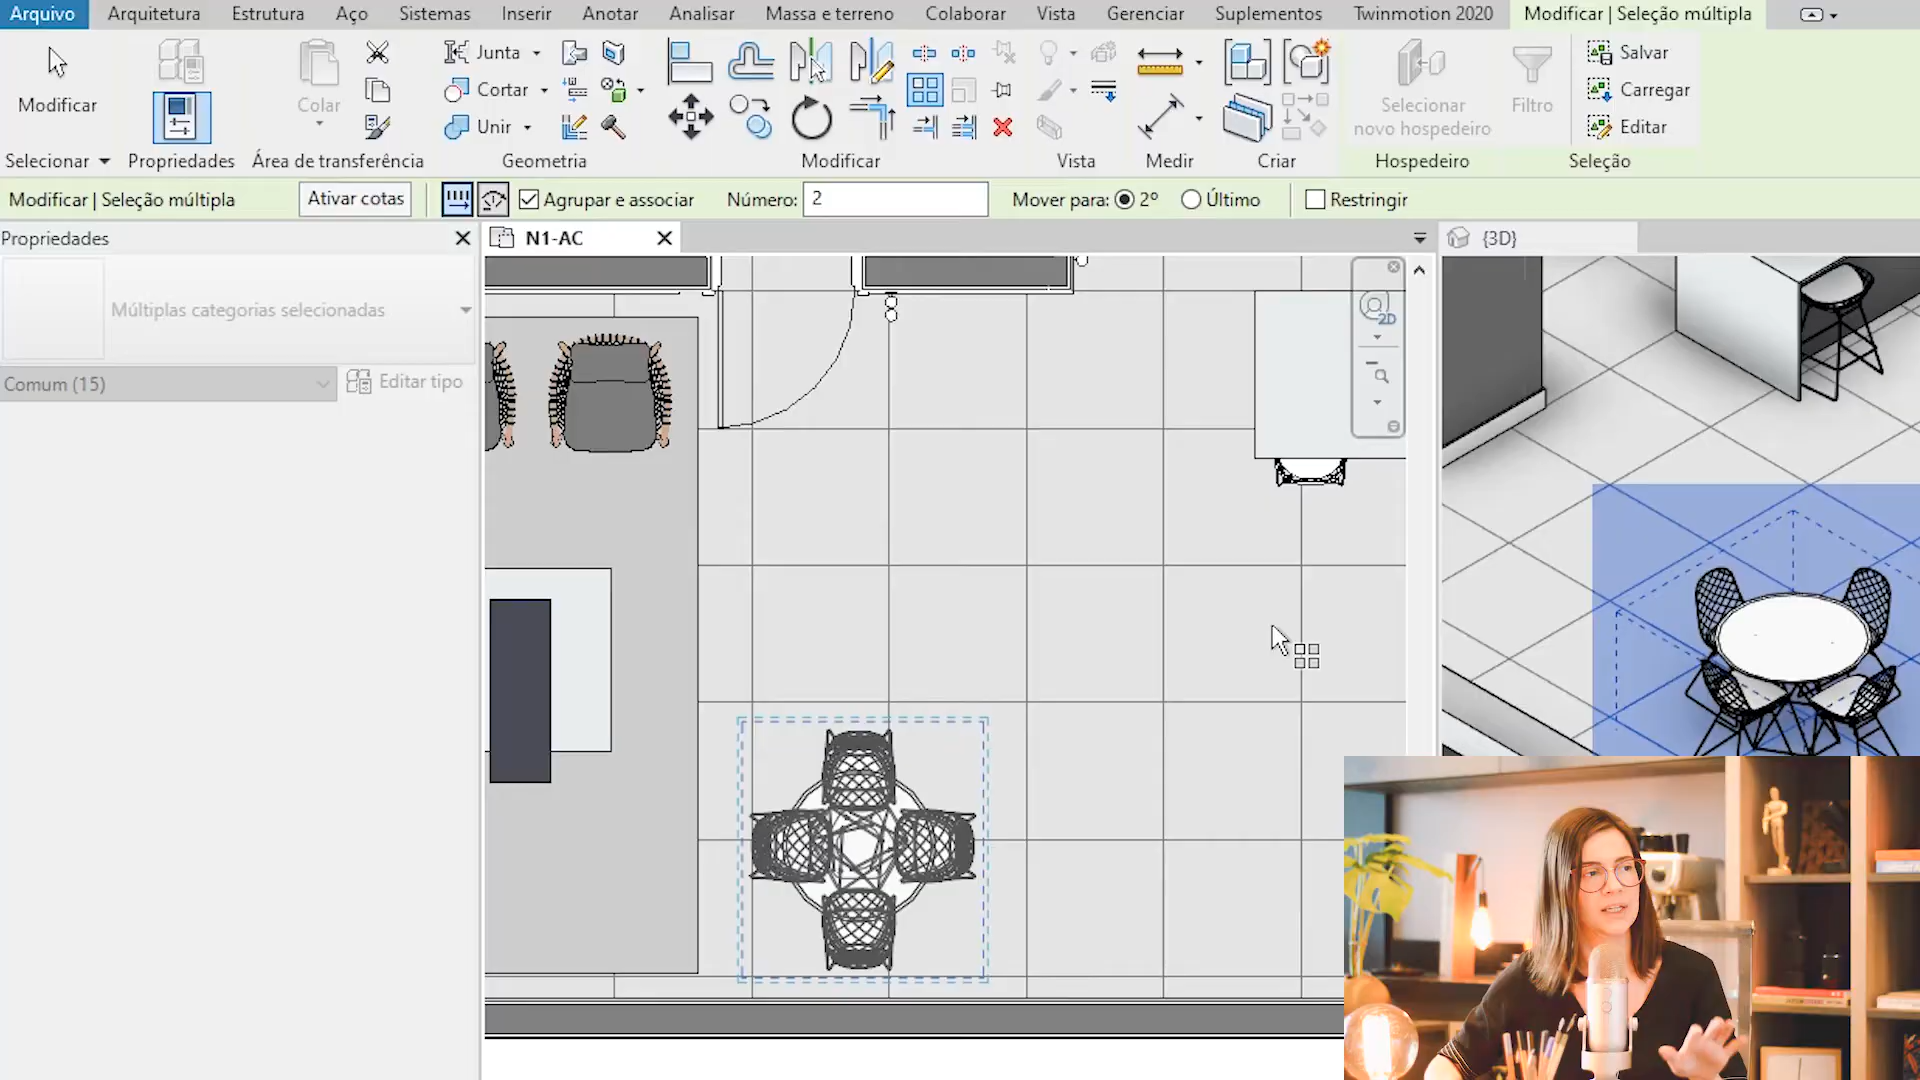 Arquivo Arquitetura Estrutura Aço Sistemas Inserir Anotar Analisar Massa e terreno Colaborar Vista Gerenciar Suplementos Twinmotion 2020 Modificar | Seleção múltipla
Modificar
Colar
Junta
Cortar
Unir
Selecionar
novo hospedeiro
Filtro
Salvar
Carregar
Editar
Selecionar Propriedades Área de transferência Geometria Modificar Vista Medir Criar Hospedeiro Seleção
Modificar | Seleção múltipla Ativar cotas Agrupar e associar Número: 2 Mover para: 2º Último Restringir
Propriedades
N1-AC
{3D}
Múltiplas categorias selecionadas
Comum (15) Editar tipo
2D